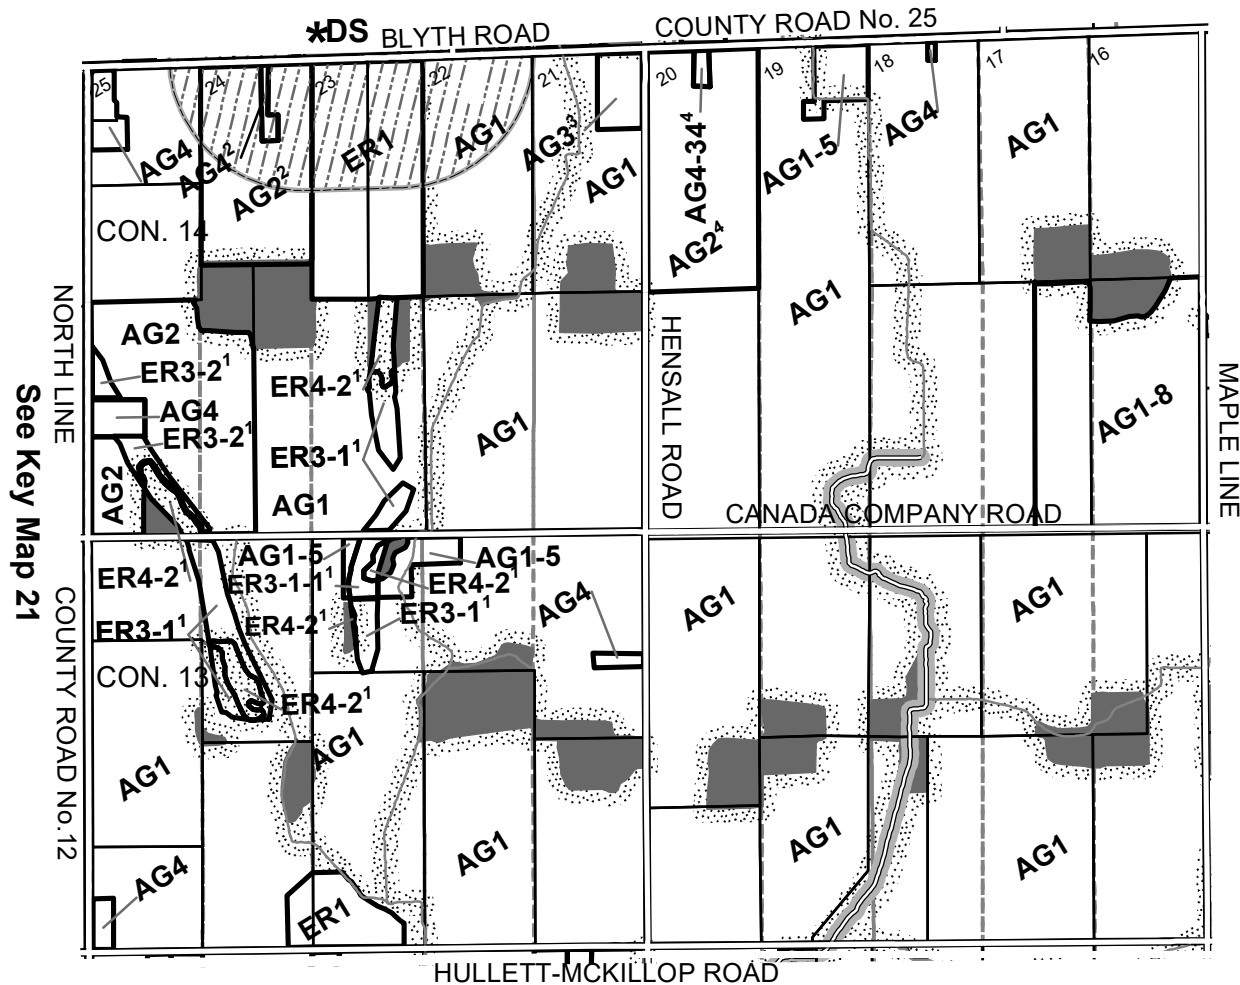 *DS BLYTH ROAD
COUNTY ROAD No. 25
25 24 23 22 21 20 19 18 17 16
AG4
AG4²
AG2²
ER1
AG1
AG3³
AG1
AG4-34⁴
AG2⁴
AG1-5
AG4
AG1
CON. 14
NORTH LINE
AG2
ER3-2¹
AG4
ER3-2¹
AG2
ER4-2¹
ER3-1¹
AG1
AG1
HENSALL ROAD
AG1
AG1-8
MAPLE LINE
See Key Map 21
CANADA COMPANY ROAD
ER4-2¹
ER3-1¹
CON. 13
AG1-5
ER3-1-1¹
ER4-2¹
AG1-5
ER4-2¹
ER3-1¹
AG4
AG1
AG1
ER4-2¹
AG1
AG1
COUNTY ROAD No.12
AG4
ER1
AG1
AG1
AG1
HULLETT-MCKILLOP ROAD